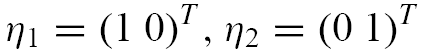 η₁ = (1 0)ᵀ, η₂ = (0 1)ᵀ